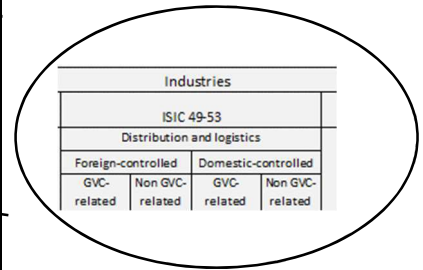 Industries
ISIC 49-53
Distribution and logistics
Foreign-controlled Domestic-controlled
GVC- Non GVC- GVC- Non GVC-
related related related related